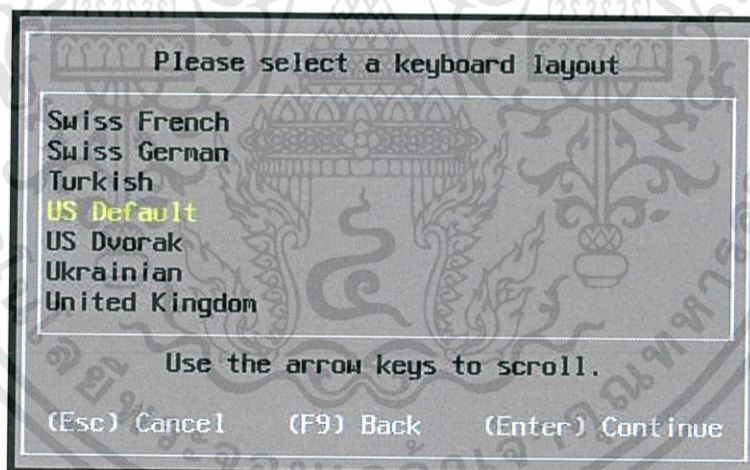 Please select a keyboard layout
Swiss French
Swiss German
Turkish
US Default
US Dvorak
Ukrainian
United Kingdom
Use the arrow keys to scroll.
(Esc) Cancel (F9) Back (Enter) Continue